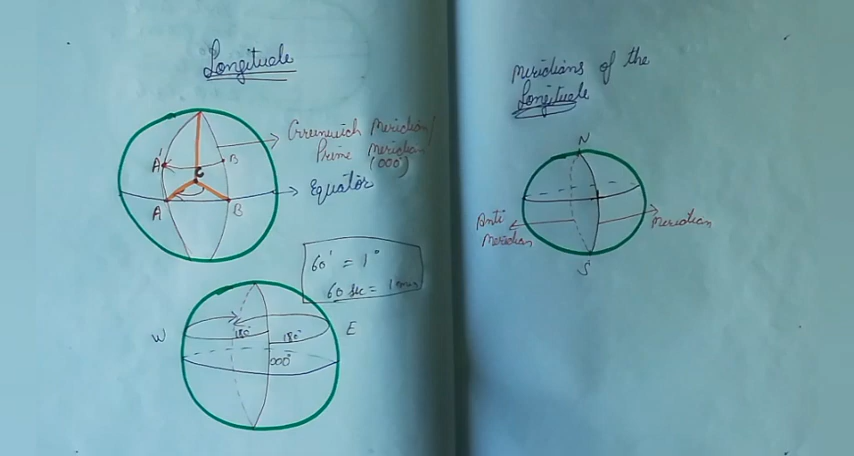 Longitude
Greenwich Meridian/
Prime Meridian
(000°)
A'
B
C
Equator
A
B
60' = 1°
60 sec = 1 min
W
E
180°
180°
000°
Meridians of the
Longitude
N
Anti
Meridian
Meridian
S